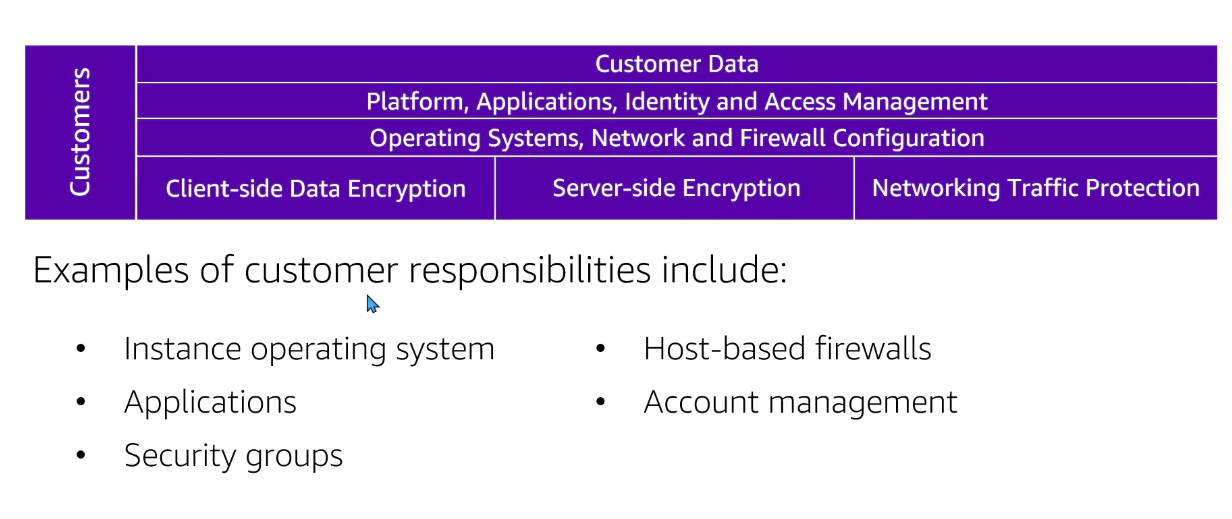 Customers
Customer Data
Platform, Applications, Identity and Access Management
Operating Systems, Network and Firewall Configuration
Client-side Data Encryption
Server-side Encryption
Networking Traffic Protection
Examples of customer responsibilities include:
• Instance operating system
• Applications
• Security groups
• Host-based firewalls
• Account management